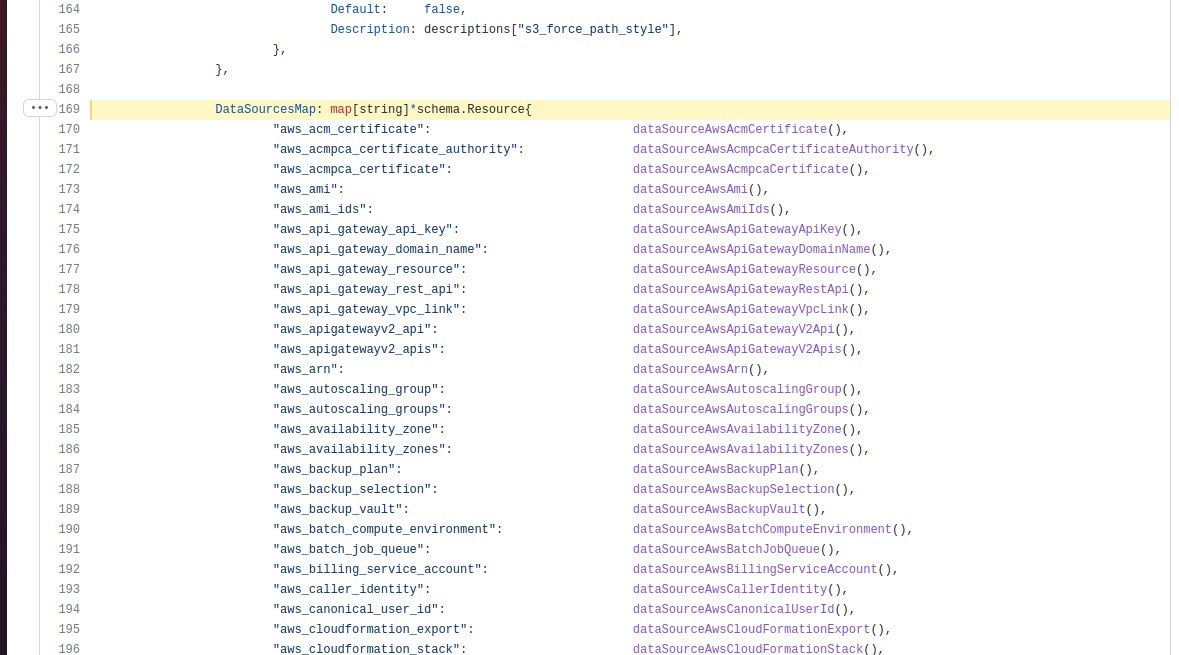 164 Default: false,
165 Description: descriptions["s3_force_path_style"],
166 },
167 },
168
169 DataSourcesMap: map[string]*schema.Resource{
170 "aws_acm_certificate": dataSourceAwsAcmCertificate(),
171 "aws_acmpca_certificate_authority": dataSourceAwsAcmpcaCertificateAuthority(),
172 "aws_acmpca_certificate": dataSourceAwsAcmpcaCertificate(),
173 "aws_ami": dataSourceAwsAmi(),
174 "aws_ami_ids": dataSourceAwsAmiIds(),
175 "aws_api_gateway_api_key": dataSourceAwsApiGatewayApiKey(),
176 "aws_api_gateway_domain_name": dataSourceAwsApiGatewayDomainName(),
177 "aws_api_gateway_resource": dataSourceAwsApiGatewayResource(),
178 "aws_api_gateway_rest_api": dataSourceAwsApiGatewayRestApi(),
179 "aws_api_gateway_vpc_link": dataSourceAwsApiGatewayVpcLink(),
180 "aws_apigatewayv2_api": dataSourceAwsApiGatewayV2Api(),
181 "aws_apigatewayv2_apis": dataSourceAwsApiGatewayV2Apis(),
182 "aws_arn": dataSourceAwsArn(),
183 "aws_autoscaling_group": dataSourceAwsAutoscalingGroup(),
184 "aws_autoscaling_groups": dataSourceAwsAutoscalingGroups(),
185 "aws_availability_zone": dataSourceAwsAvailabilityZone(),
186 "aws_availability_zones": dataSourceAwsAvailabilityZones(),
187 "aws_backup_plan": dataSourceAwsBackupPlan(),
188 "aws_backup_selection": dataSourceAwsBackupSelection(),
189 "aws_backup_vault": dataSourceAwsBackupVault(),
190 "aws_batch_compute_environment": dataSourceAwsBatchComputeEnvironment(),
191 "aws_batch_job_queue": dataSourceAwsBatchJobQueue(),
192 "aws_billing_service_account": dataSourceAwsBillingServiceAccount(),
193 "aws_caller_identity": dataSourceAwsCallerIdentity(),
194 "aws_canonical_user_id": dataSourceAwsCanonicalUserId(),
195 "aws_cloudformation_export": dataSourceAwsCloudFormationExport(),
196 "aws_cloudformation_stack": dataSourceAwsCloudFormationStack(),